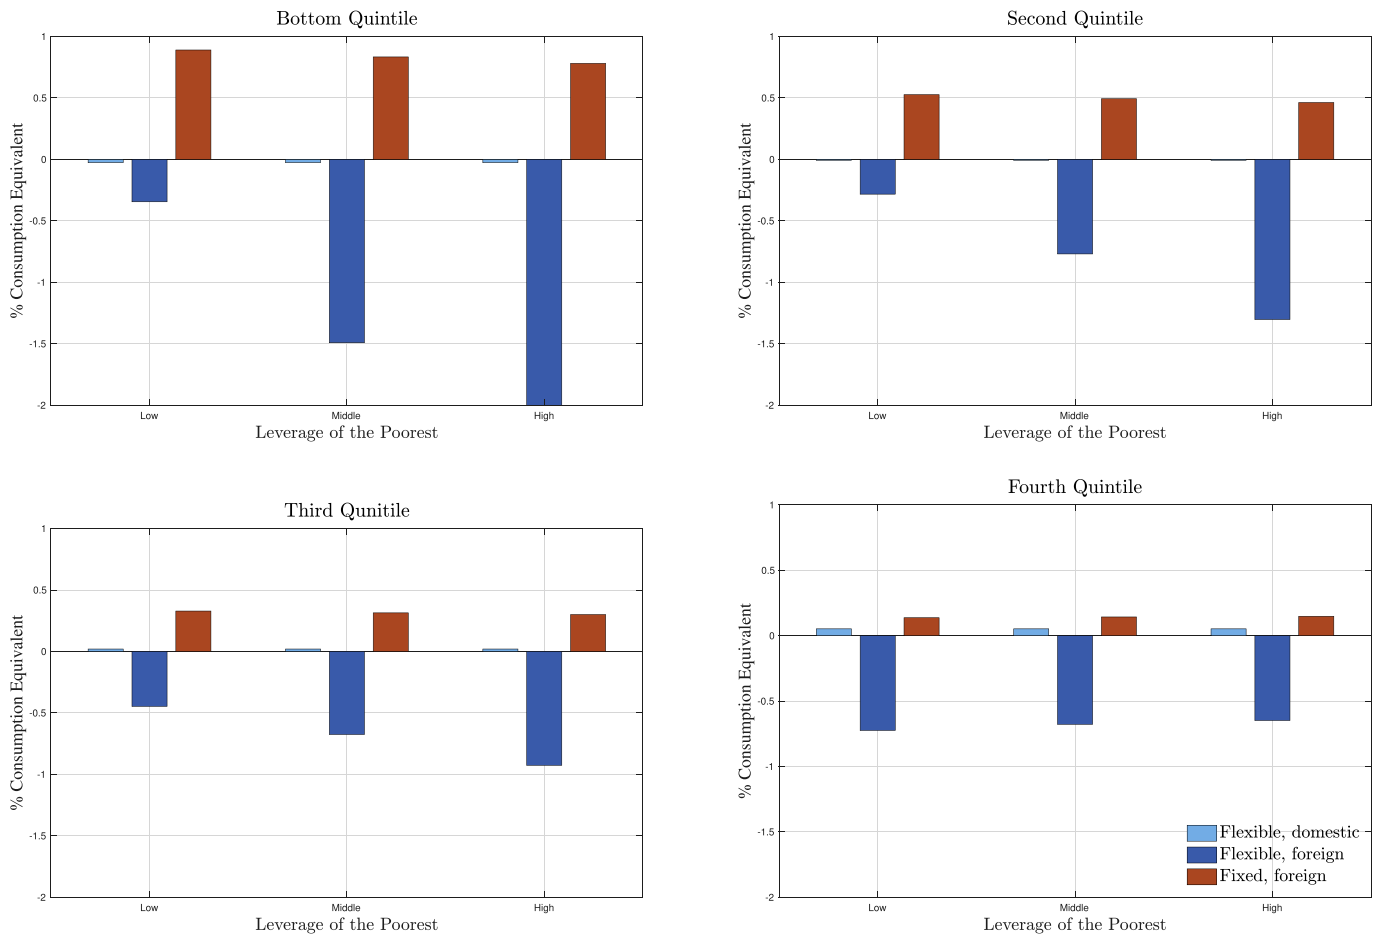 Bottom Quintile
1
0.5
0
-0.5
-1
-1.5
-2
% Consumption Equivalent
Low Middle High
Leverage of the Poorest
Second Quintile
1
0.5
0
-0.5
-1
-1.5
-2
% Consumption Equivalent
Low Middle High
Leverage of the Poorest
Third Qunitile
1
0.5
0
-0.5
-1
-1.5
-2
% Consumption Equivalent
Low Middle High
Leverage of the Poorest
Fourth Quintile
1
0.5
0
-0.5
-1
-1.5
-2
% Consumption Equivalent
Flexible, domestic
Flexible, foreign
Fixed, foreign
Low Middle High
Leverage of the Poorest